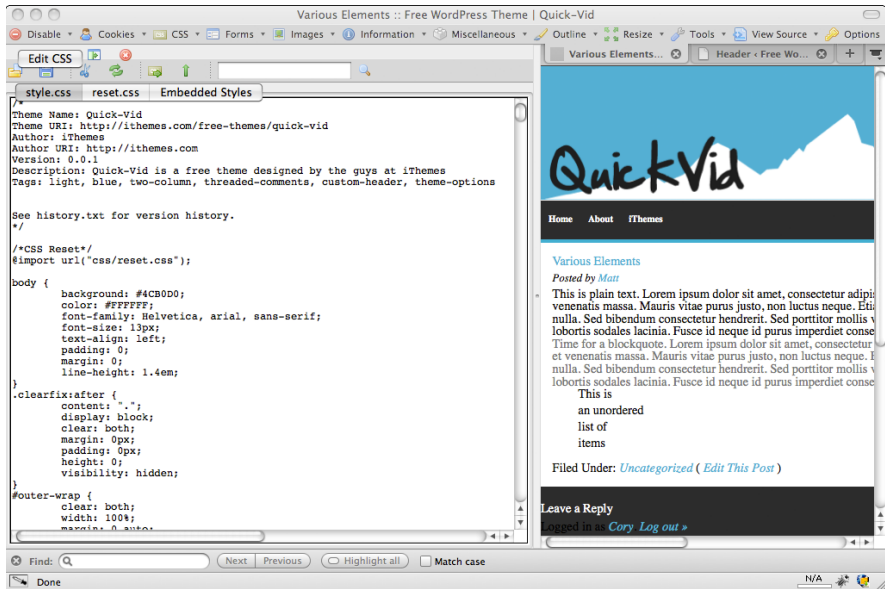 Various Elements :: Free WordPress Theme | Quick-Vid
Disable Cookies CSS Forms Images Information Miscellaneous Outline Resize Tools View Source Options
Edit CSS
Various Elements... Header ‹ Free Wo...
style.css reset.css Embedded Styles
/*
Theme Name: Quick-Vid
Theme URI: http://ithemes.com/free-themes/quick-vid
Author: iThemes
Author URI: http://ithemes.com
Version: 0.0.1
Description: Quick-Vid is a free theme designed by the guys at iThemes
Tags: light, blue, two-column, threaded-comments, custom-header, theme-options
See history.txt for version history.
*/
/*CSS Reset*/
@import url("css/reset.css");
body {
background: #4CB0D0;
color: #FFFFFF;
font-family: Helvetica, arial, sans-serif;
font-size: 13px;
text-align: left;
padding: 0;
margin: 0;
line-height: 1.4em;
}
.clearfix:after {
content: ".";
display: block;
clear: both;
margin: 0px;
padding: 0px;
height: 0;
visibility: hidden;
}
#outer-wrap {
clear: both;
width: 100%;
margin: 0 auto;
QuickVid
Home About iThemes
Various Elements
Posted by Matt
This is plain text. Lorem ipsum dolor sit amet, consectetur adipi
venenatis massa. Mauris vitae purus justo, non luctus neque. Eti
nulla. Sed bibendum consectetur hendrerit. Sed porttitor mollis v
lobortis sodales lacinia. Fusce id neque id purus imperdiet conse
Time for a blockquote. Lorem ipsum dolor sit amet, consectetur
et venenatis massa. Mauris vitae purus justo, non luctus neque. E
nulla. Sed bibendum consectetur hendrerit. Sed porttitor mollis v
lobortis sodales lacinia. Fusce id neque id purus imperdiet conse
This is
an unordered
list of
items
Filed Under: Uncategorized ( Edit This Post )
Leave a Reply
Logged in as Cory Log out »
Find: Next Previous Highlight all Match case
Done N/A